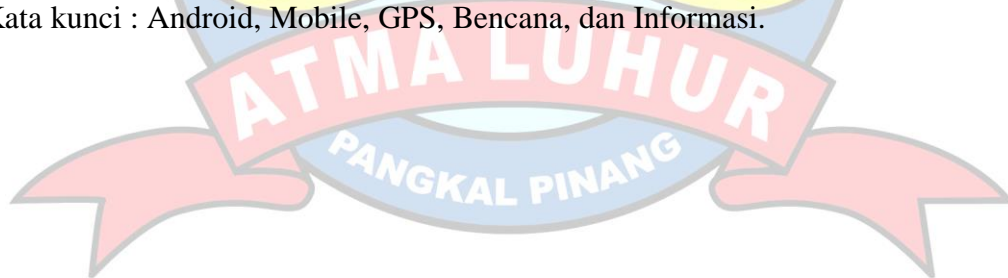 Kata kunci : Android, Mobile, GPS, Bencana, dan Informasi.
ATMA LUHUR
PANGKAL PINANG